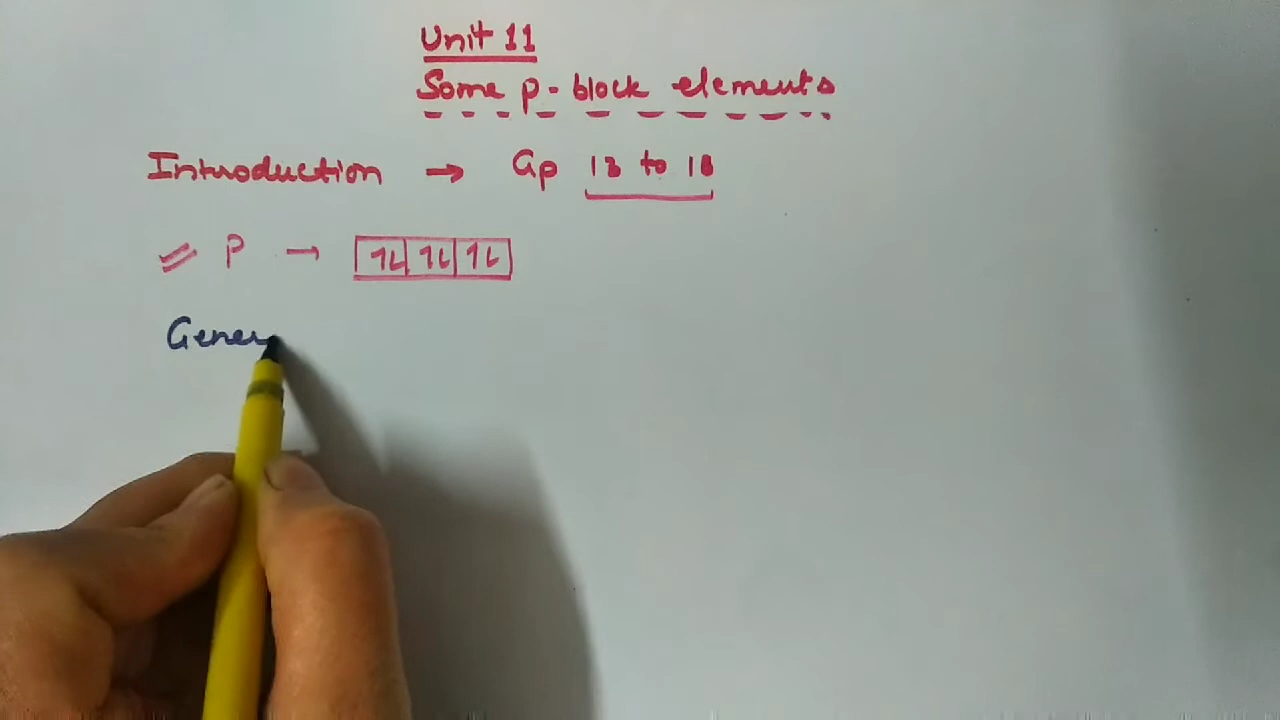 Unit 11
Some p-block elements
Introduction → Gp 13 to 18
P → 1L 1L 1L
Gener